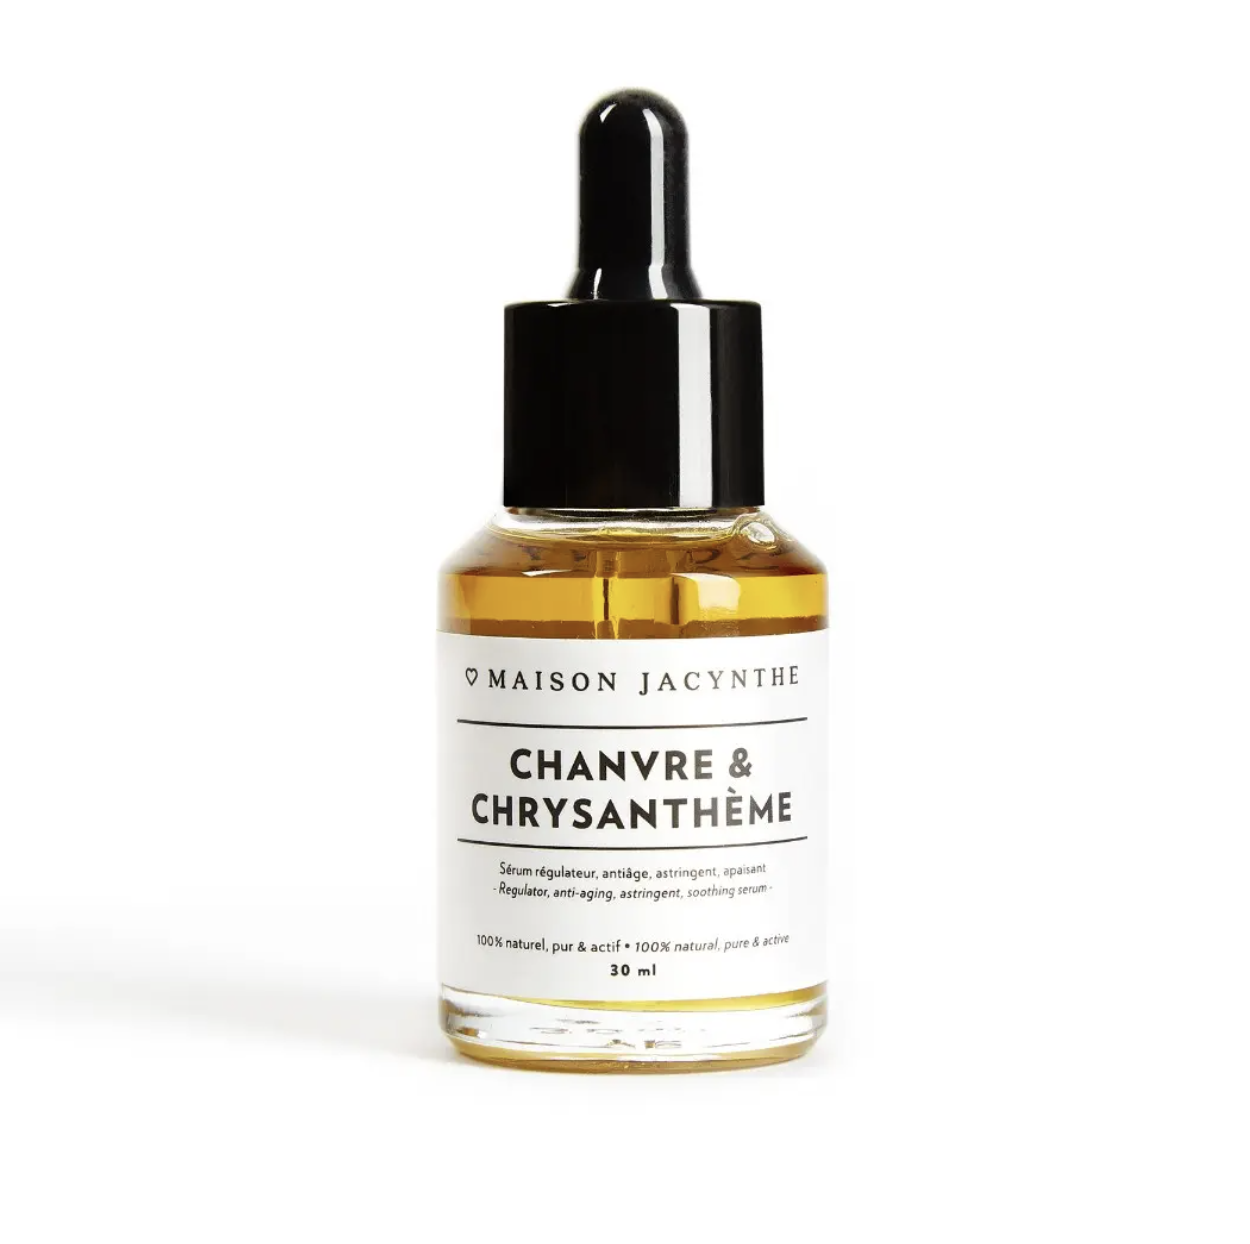 ♡ MAISON JACYNTHE
CHANVRE &
CHRYSANTHÈME
Sérum régulateur, antiâge, astringent, apaisant
- Regulator, anti-aging, astringent, soothing serum -
100% naturel, pur & actif • 100% natural, pure & active
30 ml